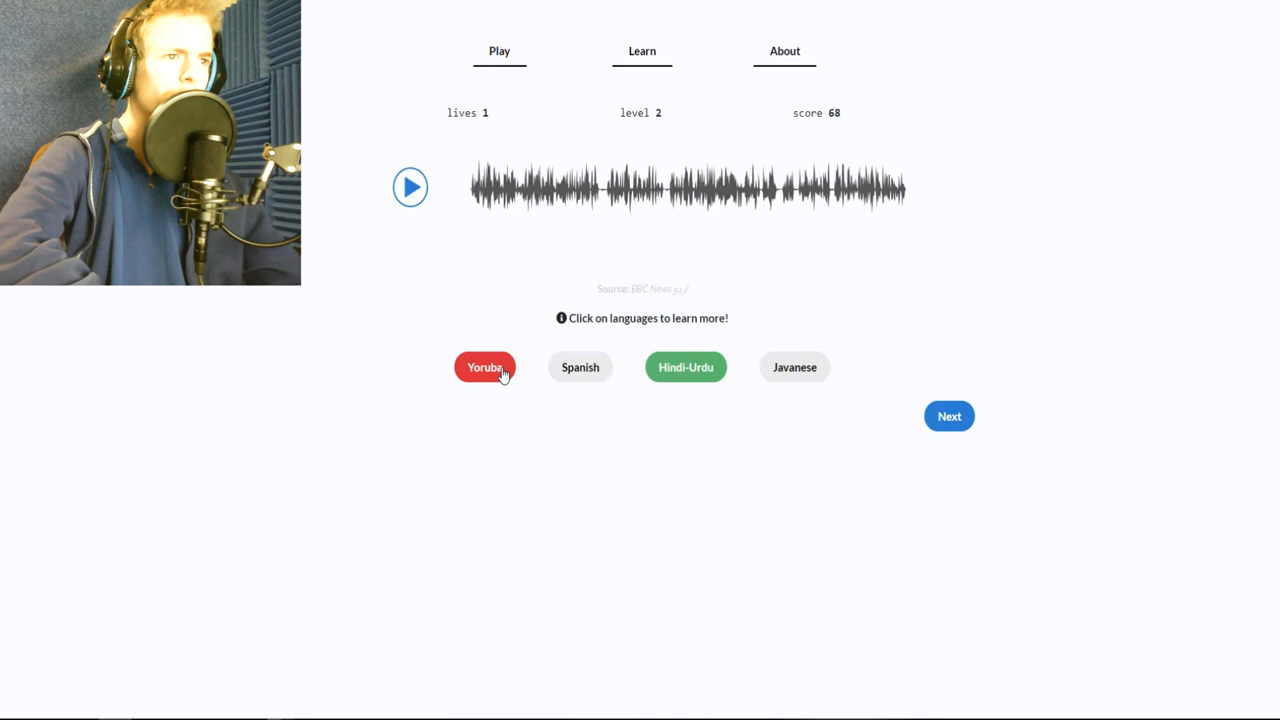 Play Learn About
lives 1 level 2 score 68
Source: BBC News اردو
Click on languages to learn more!
Yoruba Spanish Hindi-Urdu Javanese
Next